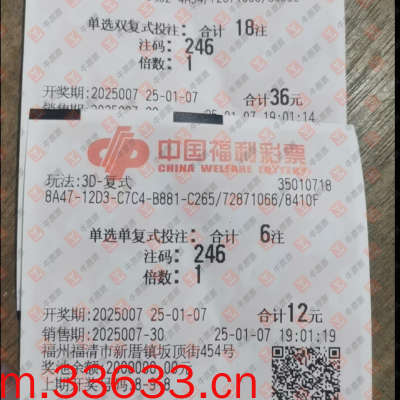 单选双复式投注: 合计 18注
注码: 246
倍数: 1
开奖期: 2025007 25-01-07 合计36元
25-01-07 19:01:14
中国福利彩票
CHINA WELFARE LOTTERY
玩法:3D-复式 35010718
8A47-12D3-C7C4-B881-C265/72871066/8410F
单选单复式投注: 合计 6注
注码: 246
倍数: 1
开奖期: 2025007 25-01-07 合计12元
销售期: 2025007-30 25-01-07 19:01:19
福州福清市新厝镇坂顶街454号
m.33633.cn